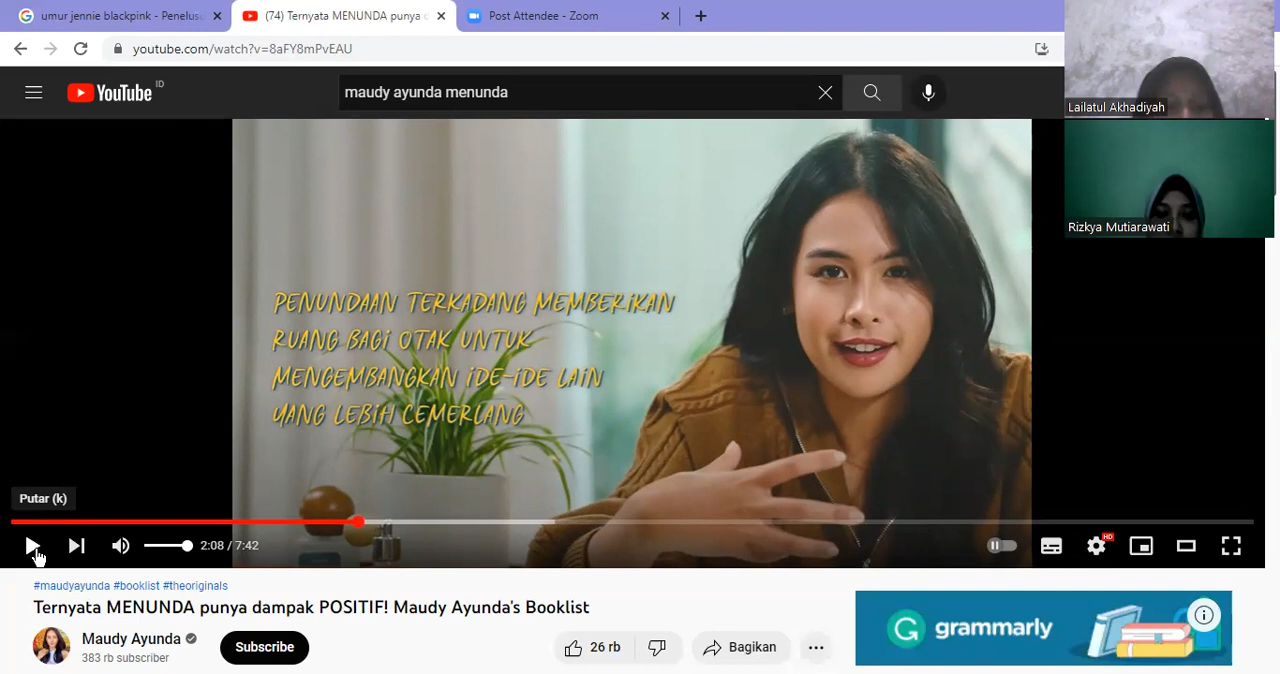 umur jennie blackpink - Penelusu
(74) Ternyata MENUNDA punya d
Post Attendee - Zoom
youtube.com/watch?v=8aFY8mPvEAU
YouTube ID
maudy ayunda menunda
Lailatul Akhadiyah
Rizkya Mutiarawati
PENUNDAAN TERKADANG MEMBERIKAN
RUANG BAGI OTAK UNTUK
MENGEMBANGKAN IDE-IDE LAIN
YANG LEBIH CEMERLANG
Putar (k)
2:08 / 7:42
HD
#maudyayunda #booklist #theoriginals
Ternyata MENUNDA punya dampak POSITIF! Maudy Ayunda's Booklist
Maudy Ayunda
383 rb subscriber
Subscribe
26 rb
Bagikan
grammarly